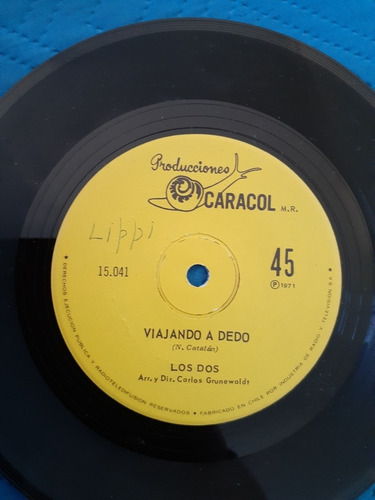 Producciones
CARACOL M.R.
Lippi
15.041
45
Ⓟ 1971
VIAJANDO A DEDO
(N. Catalán)
LOS DOS
Arr. y Dir. Carlos Grunewaldt
★ DERECHOS EJECUCION PUBLICA Y RADIOTELEDIFUSION RESERVADOS ★ FABRICADO EN CHILE POR INDUSTRIA DE RADIO Y TELEVISION S.A.